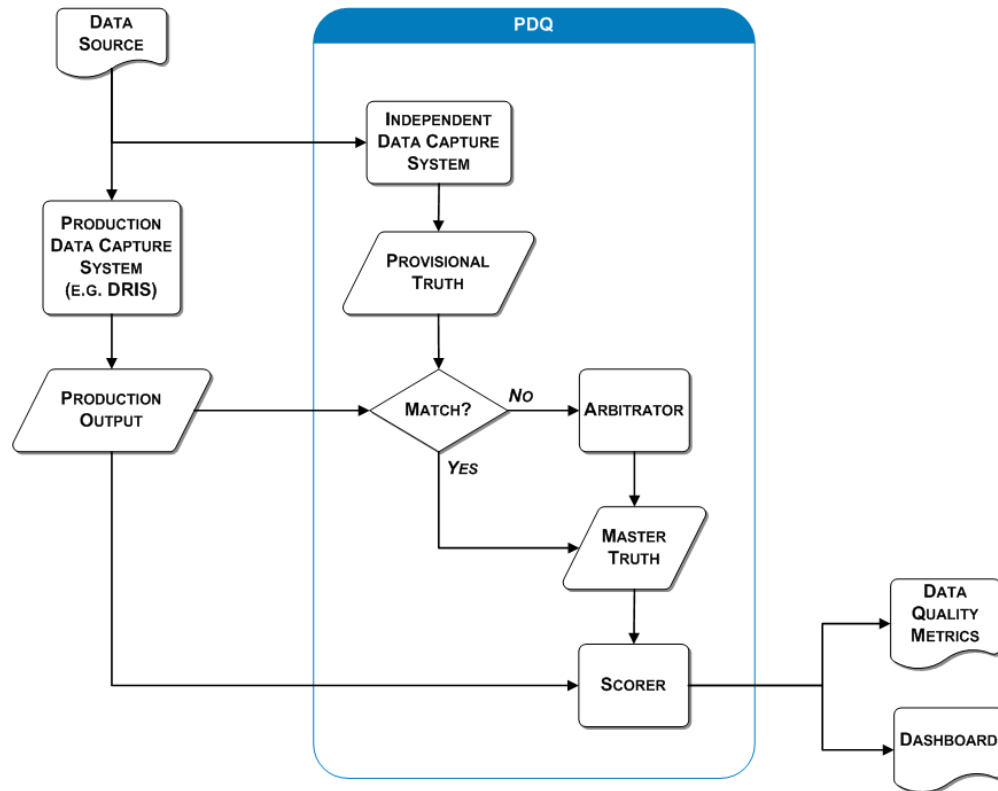 DATA
SOURCE
PDQ
INDEPENDENT
DATA CAPTURE
SYSTEM
PRODUCTION
DATA CAPTURE
SYSTEM
(E.G. DRIS)
PROVISIONAL
TRUTH
PRODUCTION
OUTPUT
MATCH?
NO
ARBITRATOR
YES
MASTER
TRUTH
DATA
QUALITY
METRICS
SCORER
DASHBOARD